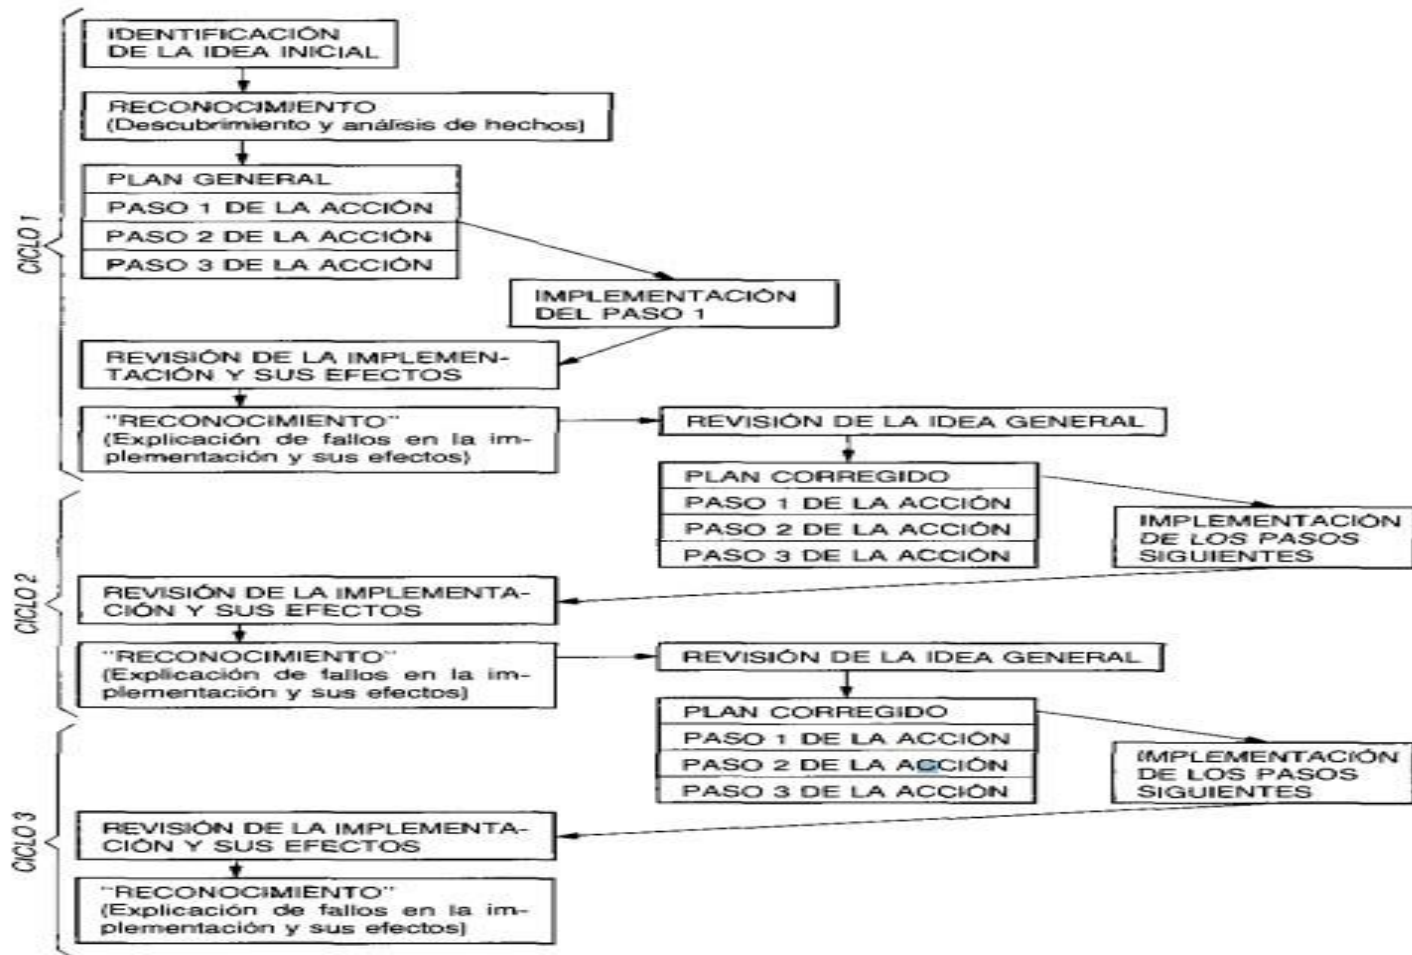 CICLO 1
IDENTIFICACIÓN
DE LA IDEA INICIAL
RECONOCIMIENTO
(Descubrimiento y análisis de hechos)
PLAN GENERAL
PASO 1 DE LA ACCIÓN
PASO 2 DE LA ACCIÓN
PASO 3 DE LA ACCIÓN
IMPLEMENTACIÓN
DEL PASO 1
REVISIÓN DE LA IMPLEMEN-
TACIÓN Y SUS EFECTOS
"RECONOCIMIENTO"
(Explicación de fallos en la im-
plementación y sus efectos)
REVISIÓN DE LA IDEA GENERAL
PLAN CORREGIDO
PASO 1 DE LA ACCIÓN
PASO 2 DE LA ACCIÓN
PASO 3 DE LA ACCIÓN
IMPLEMENTACIÓN
DE LOS PASOS
SIGUIENTES
CICLO 2
REVISIÓN DE LA IMPLEMENTA-
CIÓN Y SUS EFECTOS
"RECONOCIMIENTO"
(Explicación de fallos en la im-
plementación y sus efectos)
REVISIÓN DE LA IDEA GENERAL
PLAN CORREGIDO
PASO 1 DE LA ACCIÓN
PASO 2 DE LA ACCIÓN
PASO 3 DE LA ACCIÓN
IMPLEMENTACIÓN
DE LOS PASOS
SIGUIENTES
CICLO 3
REVISIÓN DE LA IMPLEMENTA-
CIÓN Y SUS EFECTOS
"RECONOCIMIENTO"
(Explicación de fallos en la im-
plementación y sus efectos)